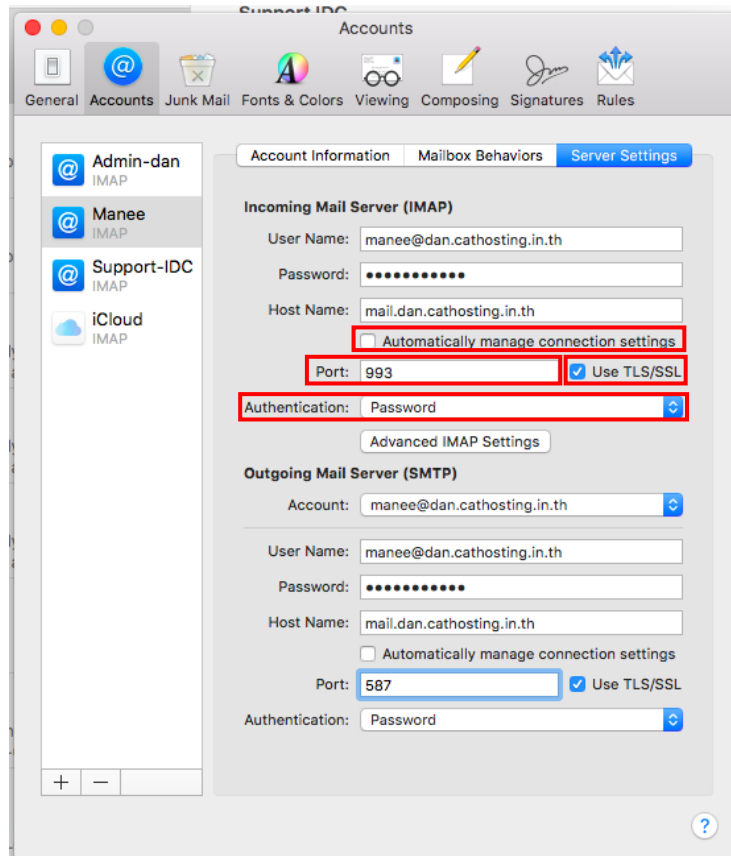 Support IDC
Accounts
General Accounts Junk Mail Fonts & Colors Viewing Composing Signatures Rules
Admin-dan
IMAP
Manee
IMAP
Support-IDC
IMAP
iCloud
IMAP
Account Information Mailbox Behaviors Server Settings
Incoming Mail Server (IMAP)
User Name: manee@dan.cathosting.in.th
Password: •••••••••••
Host Name: mail.dan.cathosting.in.th
Automatically manage connection settings
Port: 993 Use TLS/SSL
Authentication: Password
Advanced IMAP Settings
Outgoing Mail Server (SMTP)
Account: manee@dan.cathosting.in.th
User Name: manee@dan.cathosting.in.th
Password: •••••••••••
Host Name: mail.dan.cathosting.in.th
Automatically manage connection settings
Port: 587 Use TLS/SSL
Authentication: Password
+ −
?